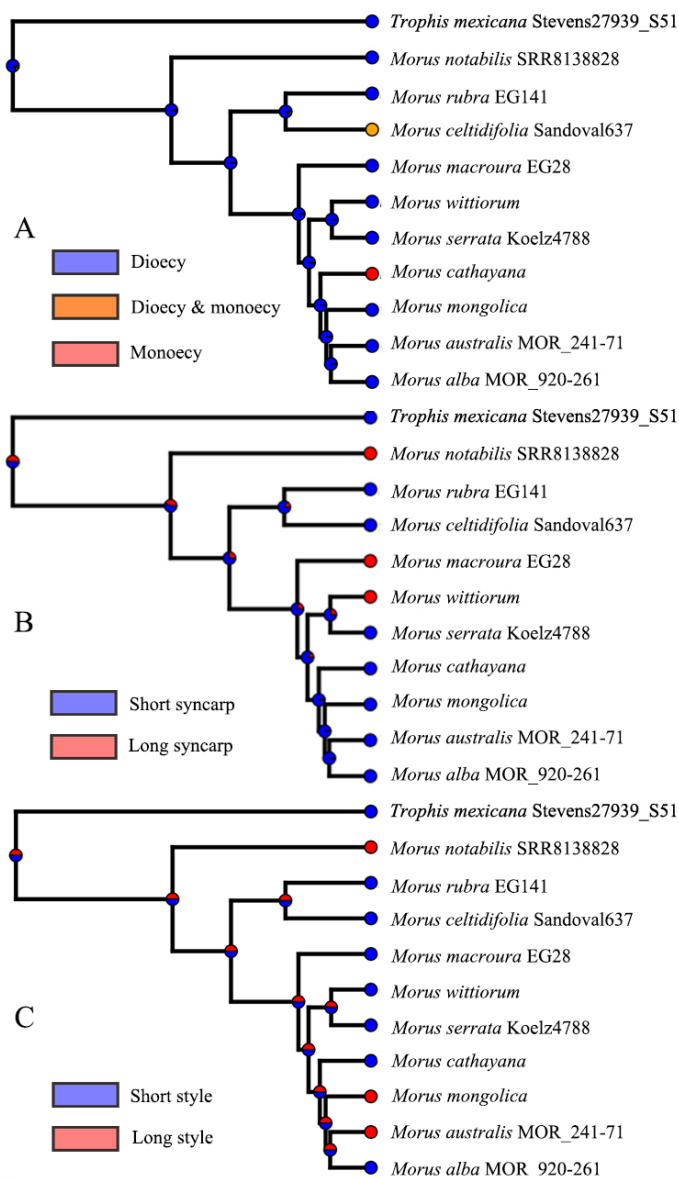 Trophis mexicana Stevens27939_S51
Morus notabilis SRR8138828
Morus rubra EG141
Morus celtidifolia Sandoval637
Morus macroura EG28
Morus wittiorum
Morus serrata Koelz4788
Morus cathayana
Morus mongolica
Morus australis MOR_241-71
Morus alba MOR_920-261
A
Dioecy
Dioecy & monoecy
Monoecy
Trophis mexicana Stevens27939_S51
Morus notabilis SRR8138828
Morus rubra EG141
Morus celtidifolia Sandoval637
Morus macroura EG28
Morus wittiorum
Morus serrata Koelz4788
Morus cathayana
Morus mongolica
Morus australis MOR_241-71
Morus alba MOR_920-261
B
Short syncarp
Long syncarp
Trophis mexicana Stevens27939_S51
Morus notabilis SRR8138828
Morus rubra EG141
Morus celtidifolia Sandoval637
Morus macroura EG28
Morus wittiorum
Morus serrata Koelz4788
Morus cathayana
Morus mongolica
Morus australis MOR_241-71
Morus alba MOR_920-261
C
Short style
Long style